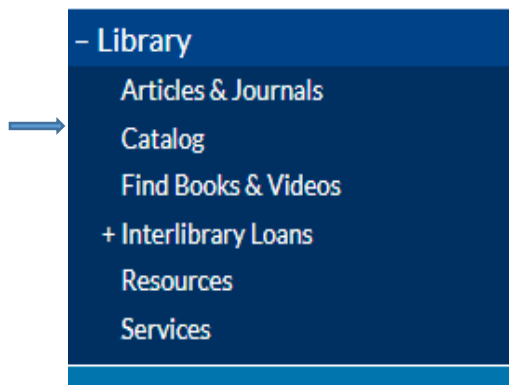 – Library
Articles & Journals
Catalog
Find Books & Videos
+ Interlibrary Loans
Resources
Services